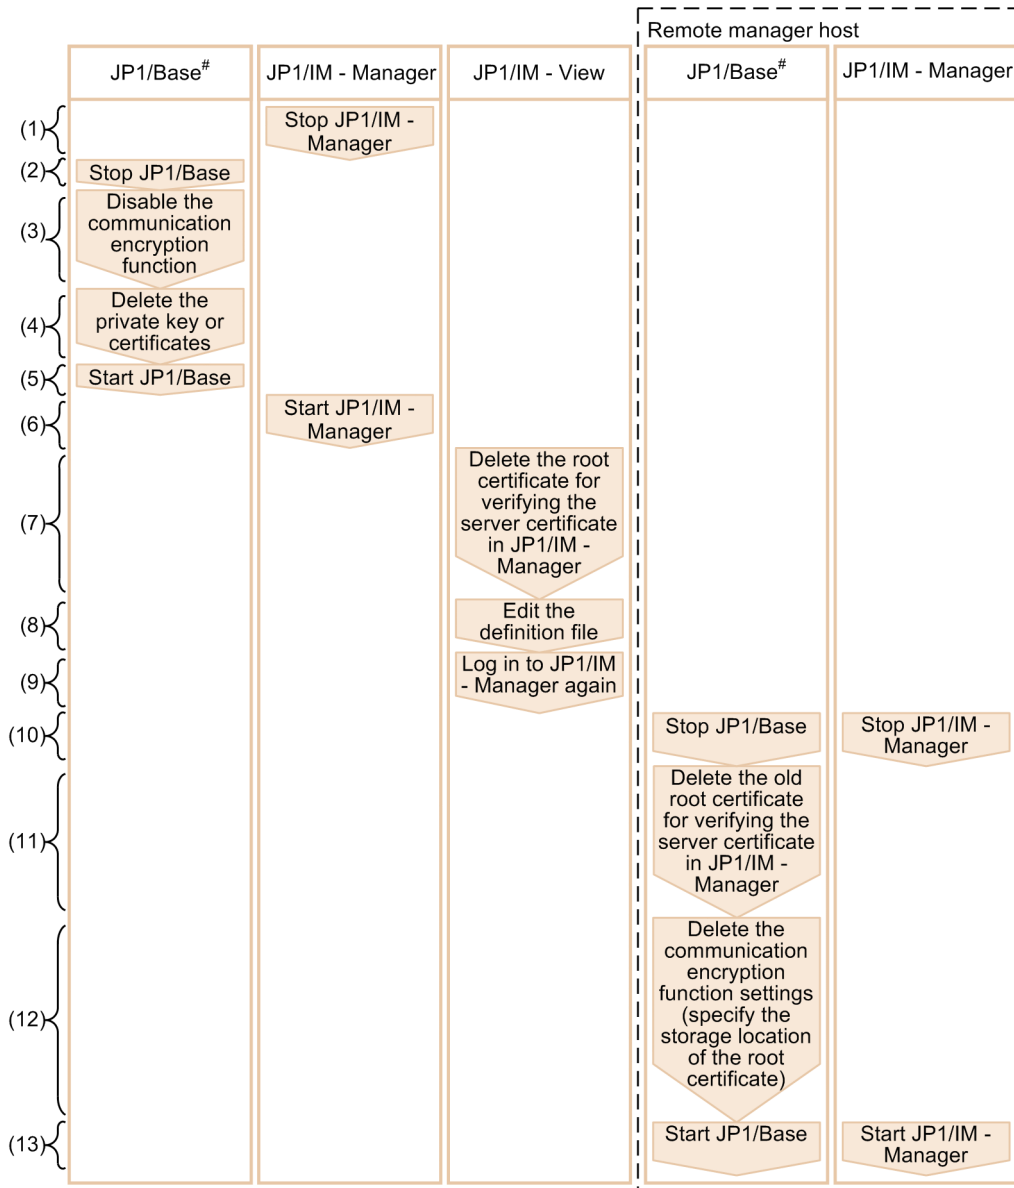 Remote manager host
JP1/Base#
JP1/IM - Manager
JP1/IM - View
JP1/Base#
JP1/IM - Manager
(1)
Stop JP1/IM -
Manager
(2)
Stop JP1/Base
(3)
Disable the
communication
encryption
function
(4)
Delete the
private key or
certificates
(5)
Start JP1/Base
(6)
Start JP1/IM -
Manager
(7)
Delete the root
certificate for
verifying the
server certificate
in JP1/IM -
Manager
(8)
Edit the
definition file
(9)
Log in to JP1/IM
- Manager again
(10)
Stop JP1/Base
Stop JP1/IM -
Manager
(11)
Delete the old
root certificate
for verifying the
server certificate
in JP1/IM -
Manager
(12)
Delete the
communication
encryption
function settings
(specify the
storage location
of the root
certificate)
(13)
Start JP1/Base
Start JP1/IM -
Manager